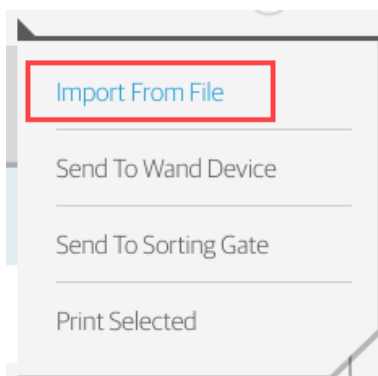 Import From File
Send To Wand Device
Send To Sorting Gate
Print Selected